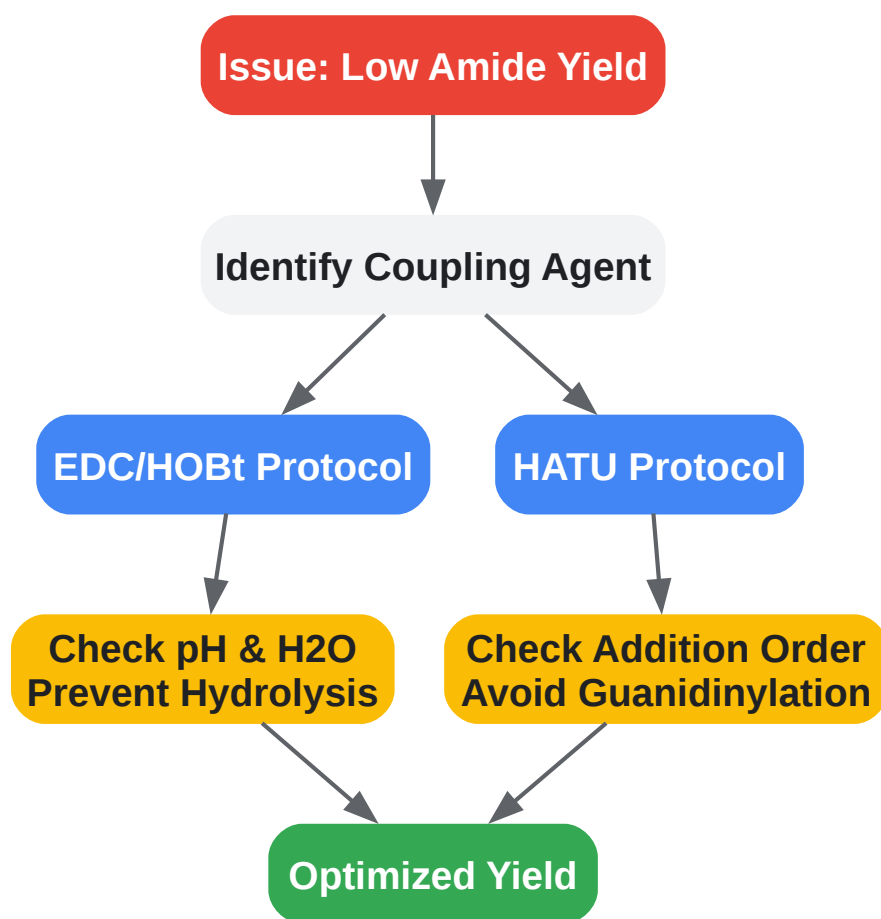 Issue: Low Amide Yield
Identify Coupling Agent
EDC/HOBt Protocol
HATU Protocol
Check pH & H2O
Prevent Hydrolysis
Check Addition Order
Avoid Guanidinylation
Optimized Yield